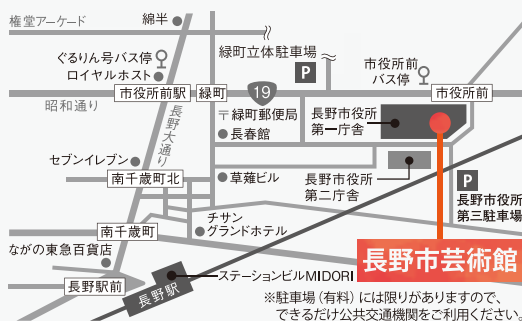 権堂アーケード
綿半
緑町立体駐車場
ぐるりん号バス停
ロイヤルホスト
P
市役所前
バス停
市役所前駅
緑町
19
市役所前
昭和通り
長野大通り
〒緑町郵便局
長春館
長野市役所
第一庁舎
セブンイレブン
南千歳町北
草薙ビル
長野市役所
第二庁舎
P
長野市役所
第三駐車場
南千歳町
チサン
グランドホテル
ながの東急百貨店
長野市芸術館
長野駅前
長野駅
ステーションビルMIDORI
※駐車場(有料)には限りがありますので、
できるだけ公共交通機関をご利用ください。